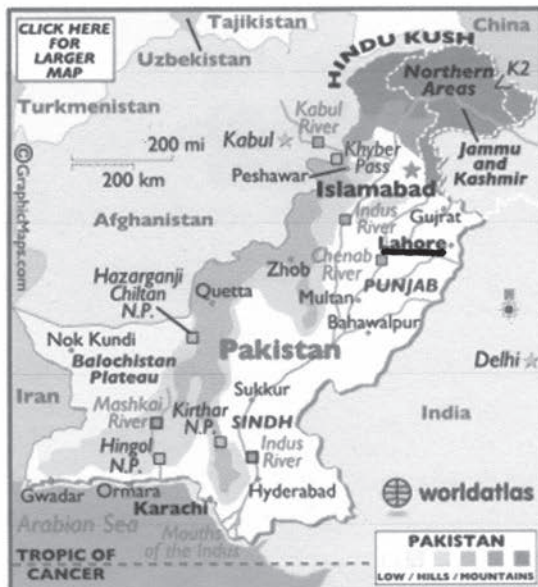 CLICK HERE
FOR
LARGER
MAP
Tajikistan
China
Uzbekistan
HINDU KUSH
Northern
Areas
K2
Turkmenistan
Kabul
River
200 mi
Kabul
Khyber
Pass
Jammu
and
Kashmir
200 km
Peshawar
Islamabad
©GraphicMaps.com
Afghanistan
Indus
River
Gujrat
Lahore
Chenab
River
Zhob
PUNJAB
Hazarganji
Chiltan
N.P.
Quetta
Multan
Bahawalpur
Nok Kundi
Pakistan
Balochistan
Plateau
Delhi
Iran
Sukkur
Mashkai
River
Kirthar
N.P.
SINDH
India
Hingol
N.P.
Indus
River
Gwadar
Ormara
Hyderabad
worldatlas
Karachi
Arabian Sea
Mouths
of the Indus
PAKISTAN
TROPIC OF
CANCER
LOW / HILLS / MOUNTAINS